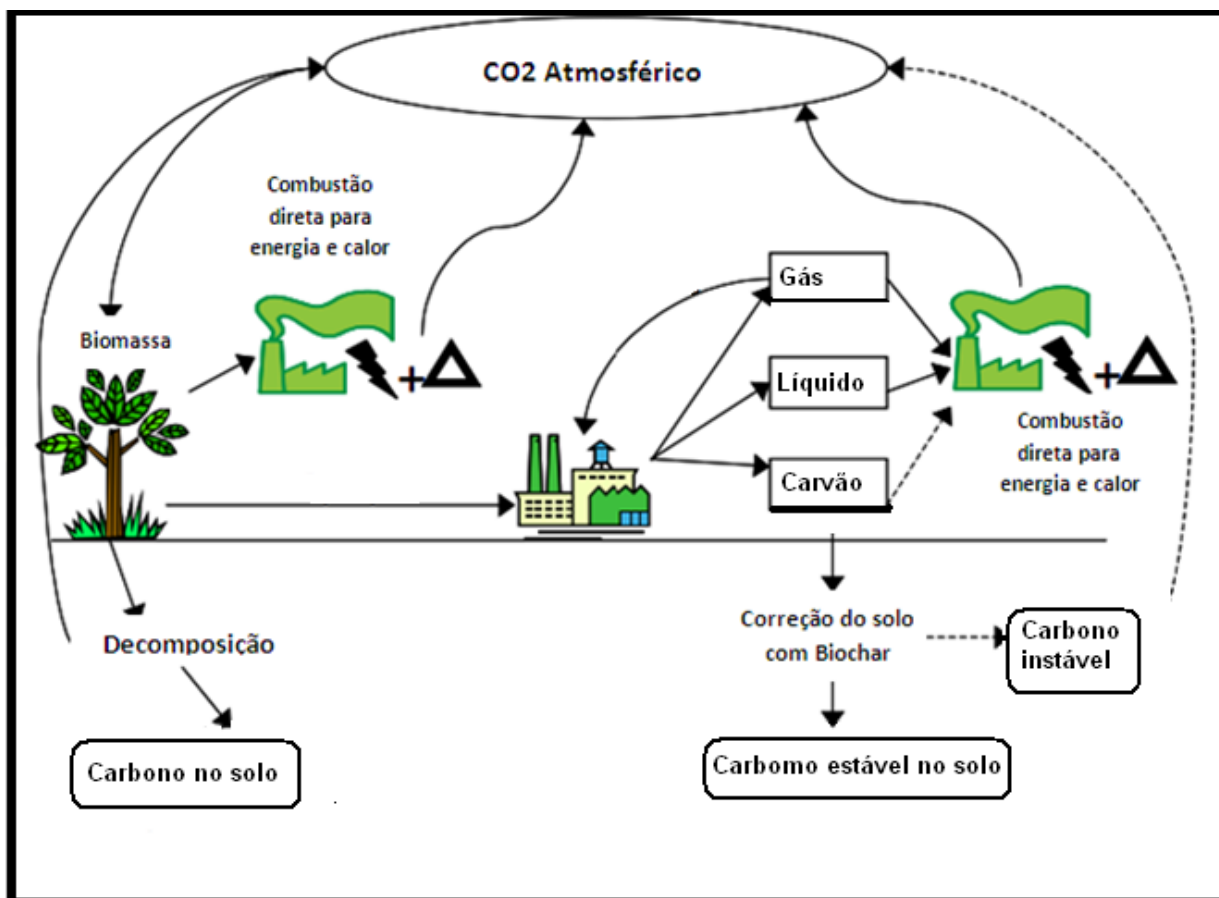 CO2 Atmosférico
Combustão
direta para
energia e calor
Biomassa
+
Gás
Líquido
Carvão
+
Combustão
direta para
energia e calor
Decomposição
Carbono no solo
Correção do solo
com Biochar
Carbono
instável
Carbomo estável no solo